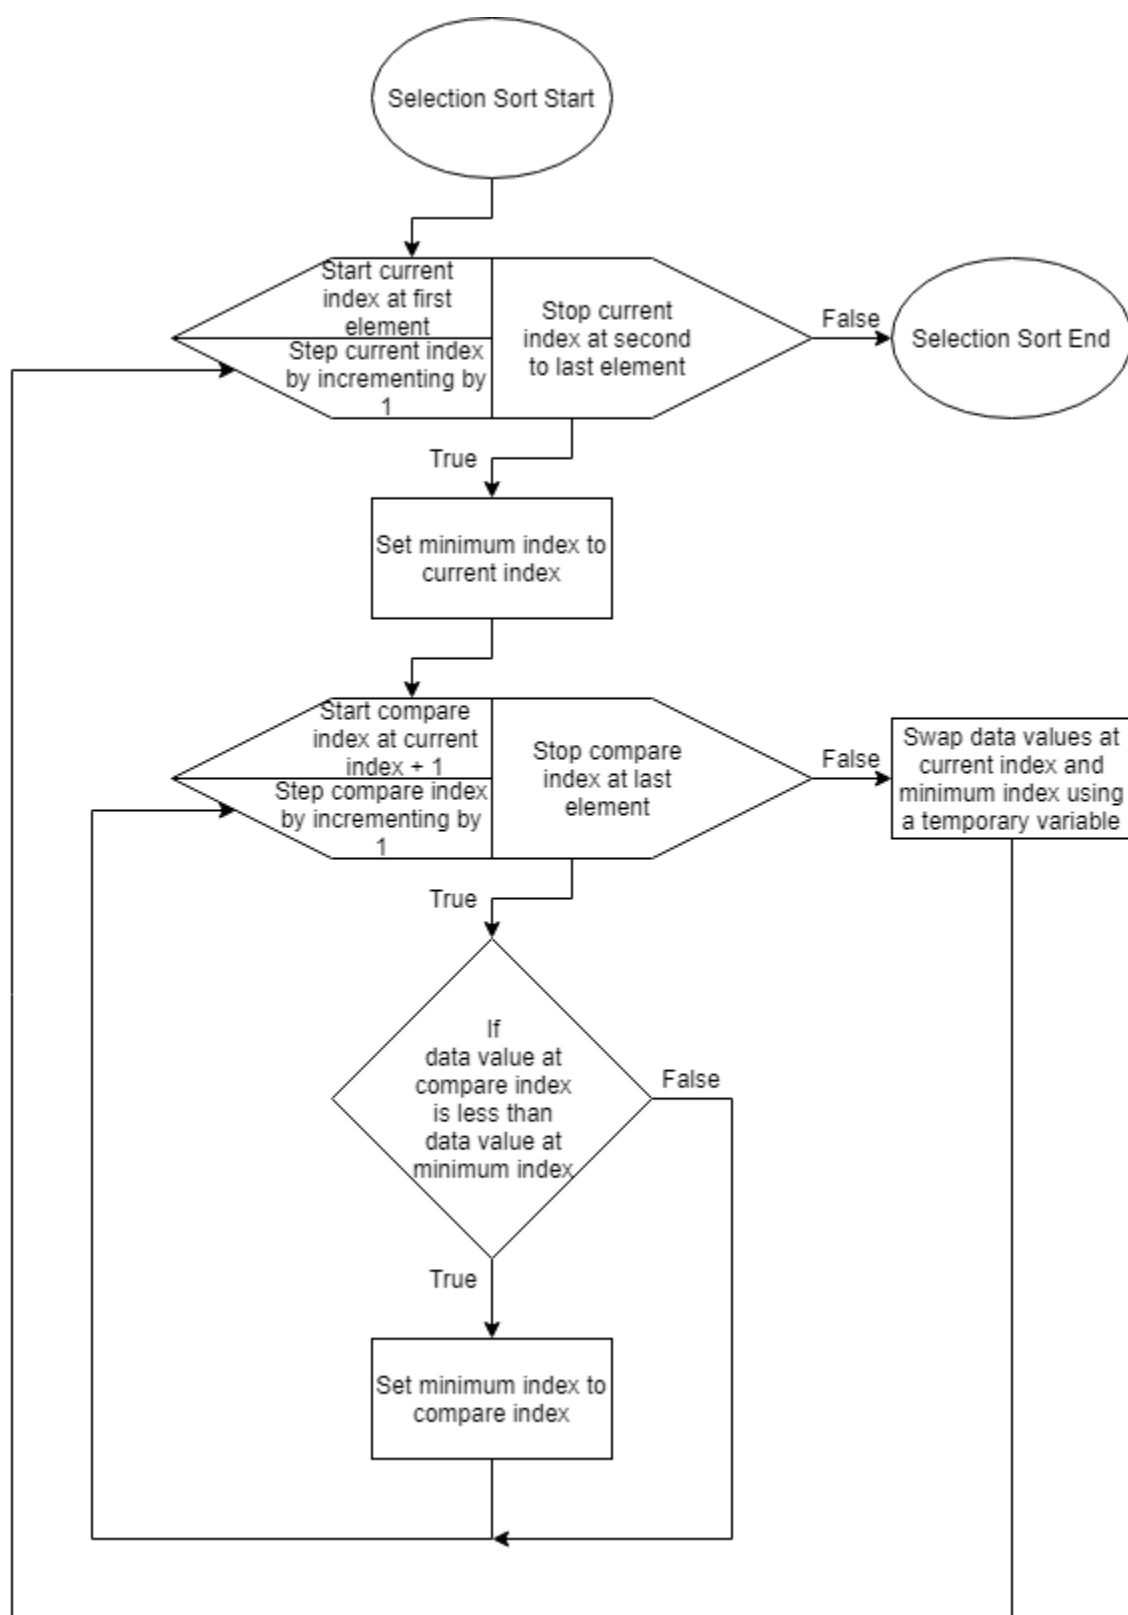 Selection Sort Start
Start current
index at first
element
Step current index
by incrementing by
1
Stop current
index at second
to last element
False
Selection Sort End
True
Set minimum index to
current index
Start compare
index at current
index + 1
Step compare index
by incrementing by
1
Stop compare
index at last
element
False
Swap data values at
current index and
minimum index using
a temporary variable
True
If
data value at
compare index
is less than
data value at
minimum index
False
True
Set minimum index to
compare index